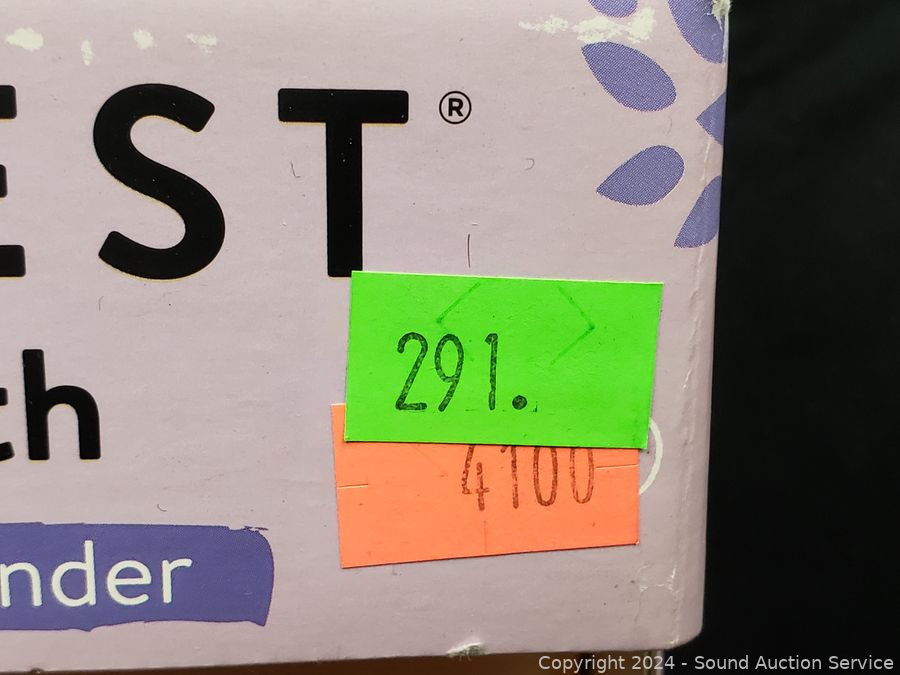 EST®
th
nder
291.
4100
Copyright 2024 - Sound Auction Service